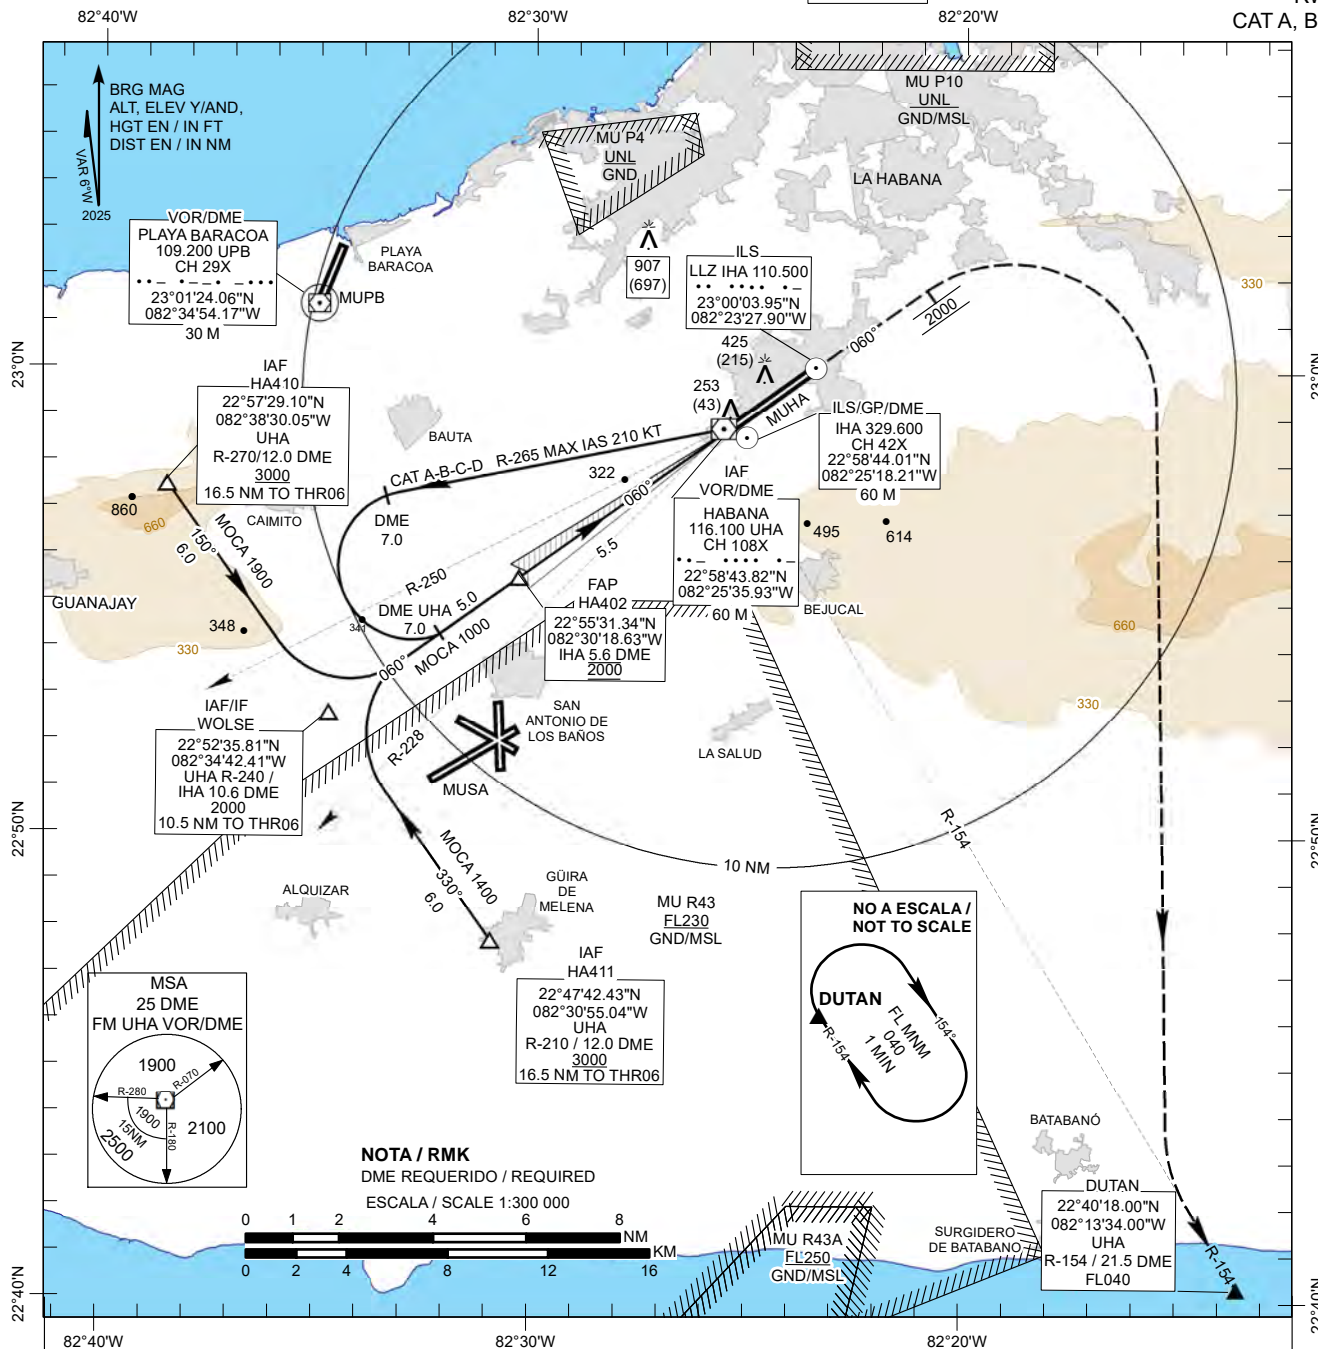 82°40'W
82°30'W
82°20'W
CAT A, B
BRG MAG
ALT, ELEV Y/AND,
HGT EN / IN FT
DIST EN / IN NM
VAR 6°W
2025
MU P10
UNL
GND/MSL
MU P4
UNL
GND
LA HABANA
VOR/DME
PLAYA BARACOA
109.200 UPB
CH 29X
23°01'24.06"N
082°34'54.17"W
30 M
PLAYA
BARACOA
MUPB
907
(697)
ILS
LLZ IHA 110.500
23°00'03.95"N
082°23'27.90"W
2000
060°
330
23°0'N
23°0'N
425
(215)
253
(43)
MUHA
IAF
HA410
22°57'29.10"N
082°38'30.05"W
UHA
R-270/12.0 DME
3000
16.5 NM TO THR06
BAUTA
ILS/GP/DME
IHA 329.600
CH 42X
22°58'44.01"N
082°25'18.21"W
60 M
CAT A-B-C-D
R-265 MAX IAS 210 KT
322
060°
IAF
VOR/DME
HABANA
116.100 UHA
CH 108X
22°58'43.82"N
082°25'35.93"W
60 M
860
660
CAIMITO
DME
7.0
495
614
MOCA 1900
150°
6.0
5.5
R-250
GUANAJAY
FAP
HA402
22°55'31.34"N
082°30'18.63"W
IHA 5.6 DME
2000
BEJUCAL
DME UHA
7.0
5.0
MOCA 1000
341
348
330
660
060°
IAF/IF
WOLSE
22°52'35.81"N
082°34'42.41"W
UHA R-240 /
IHA 10.6 DME
2000
10.5 NM TO THR06
SAN
ANTONIO DE
LOS BAÑOS
330
R-228
LA SALUD
MUSA
22°50'N
22°50'N
R-154
MOCA 1400
330°
6.0
10 NM
ALQUIZAR
GÜIRA
DE
MELENA
MU R43
FL230
GND/MSL
NO A ESCALA /
NOT TO SCALE
DUTAN
R-154
FL MNM
040
1 MIN
154°
IAF
HA411
22°47'42.43"N
082°30'55.04"W
UHA
R-210 / 12.0 DME
3000
16.5 NM TO THR06
MSA
25 DME
FM UHA VOR/DME
1900
R-070
R-280
1900
15NM
R-180
2100
2500
BATABANÓ
NOTA / RMK
DME REQUERIDO / REQUIRED
ESCALA / SCALE 1:300 000
0 1 2 4 6 8
NM
KM
0 2 4 8 12 16
MU R43A
FL250
GND/MSL
SURGIDERO
DE BATABANO
DUTAN
22°40'18.00"N
082°13'34.00"W
UHA
R-154 / 21.5 DME
FL040
R-154
22°40'N
22°40'N
82°40'W
82°30'W
82°20'W